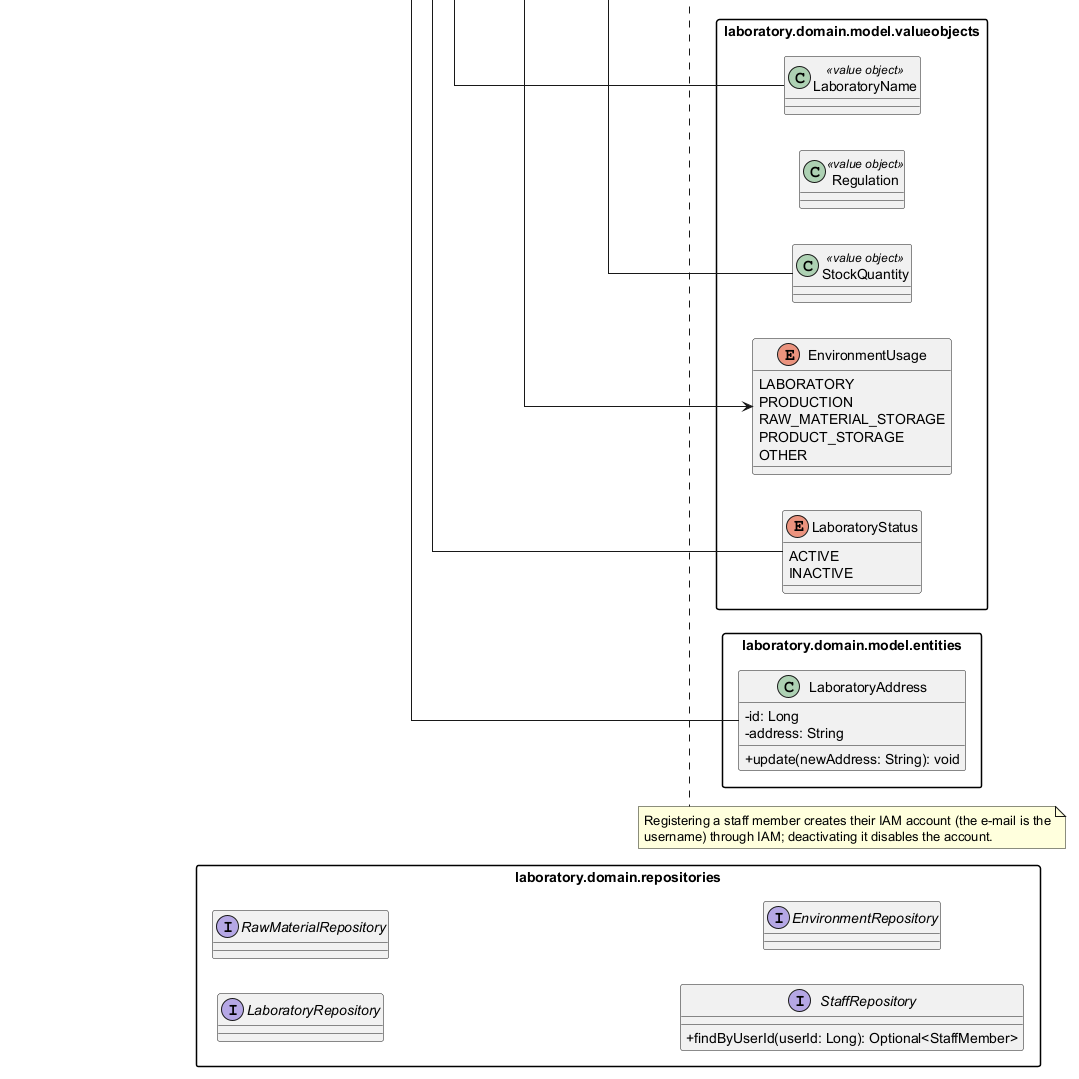 laboratory.domain.model.valueobjects
C
«value object»
LaboratoryName
C
«value object»
Regulation
C
«value object»
StockQuantity
E
EnvironmentUsage
LABORATORY
PRODUCTION
RAW_MATERIAL_STORAGE
PRODUCT_STORAGE
OTHER
E
LaboratoryStatus
ACTIVE
INACTIVE
laboratory.domain.model.entities
C
LaboratoryAddress
-id: Long
-address: String
+update(newAddress: String): void
Registering a staff member creates their IAM account (the e-mail is the
username) through IAM; deactivating it disables the account.
laboratory.domain.repositories
I
RawMaterialRepository
I
EnvironmentRepository
I
LaboratoryRepository
I
StaffRepository
+findByUserId(userId: Long): Optional<StaffMember>